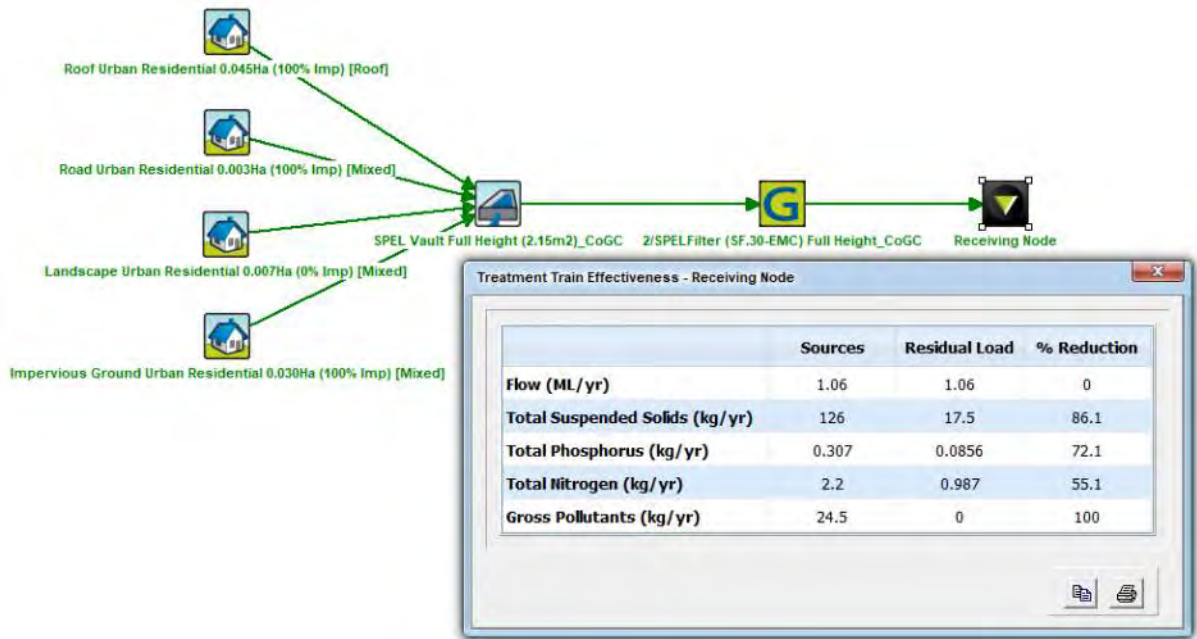 Roof Urban Residential 0.045Ha (100% Imp) [Roof]
Road Urban Residential 0.003Ha (100% Imp) [Mixed]
Landscape Urban Residential 0.007Ha (0% Imp) [Mixed]
Impervious Ground Urban Residential 0.030Ha (100% Imp) [Mixed]
SPEL Vault Full Height (2.15m2)_CoGC
G
2/SPELFilter (SF.30-EMC) Full Height_CoGC
Receiving Node
Treatment Train Effectiveness - Receiving Node
Sources Residual Load % Reduction
Flow (ML/yr) 1.06 1.06 0
Total Suspended Solids (kg/yr) 126 17.5 86.1
Total Phosphorus (kg/yr) 0.307 0.0856 72.1
Total Nitrogen (kg/yr) 2.2 0.987 55.1
Gross Pollutants (kg/yr) 24.5 0 100